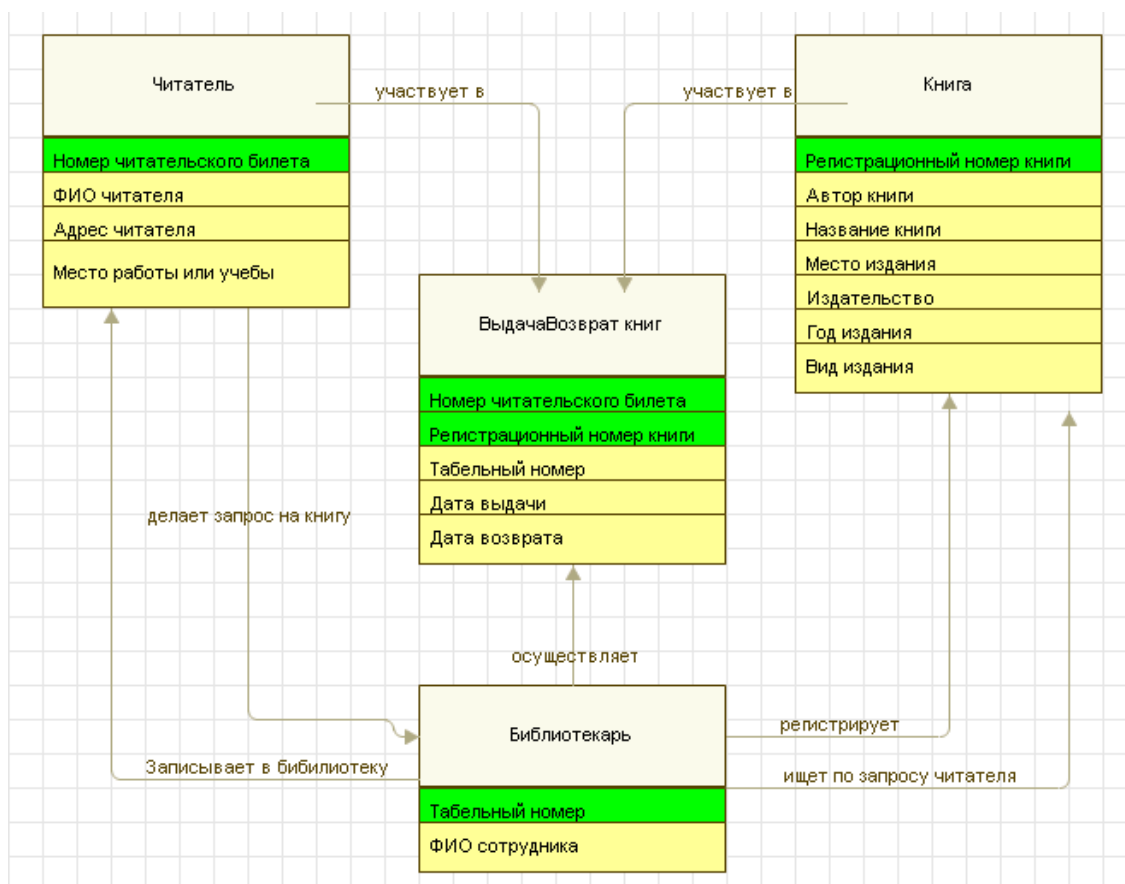 Читатель
Номер читательского билета
ФИО читателя
Адрес читателя
Место работы или учебы
участвует в
участвует в
Книга
Регистрационный номер книги
Автор книги
Название книги
Место издания
Издательство
Год издания
Вид издания
ВыдачаВозврат книг
Номер читательского билета
Регистрационный номер книги
Табельный номер
Дата выдачи
Дата возврата
делает запрос на книгу
осуществляет
Библиотекарь
Табельный номер
ФИО сотрудника
Записывает в бибилиотеку
регистрирует
ищет по запросу читателя